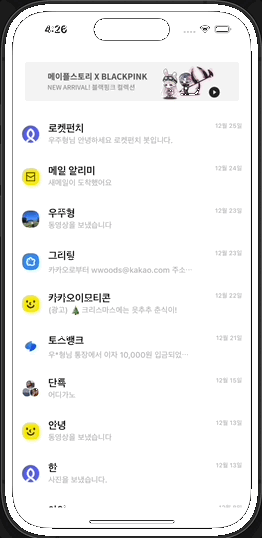 4:26
메이플스토리 X BLACKPINK
NEW ARRIVAL! 블랙핑크 컬렉션
로켓펀치
12월 25일
우주형님 안녕하세요 로켓펀치 봇입니다.
메일 알리미
12월 24일
새메일이 도착했어요
우주형
12월 23일
동영상을 보냈습니다
그리팅
12월 23일
카카오로부터 wwoods@kakao.com 주소…
카카오이모티콘
12월 22일
(광고) 🎄 크리스마스에는 웃추추 춘식이!
토스뱅크
12월 21일
우*형님 통장에서 이자 10,000원 입금되었…
단톡
12월 15일
어디가노
안녕
12월 13일
동영상을 보냈습니다
한
12월 13일
사진을 보냈습니다.